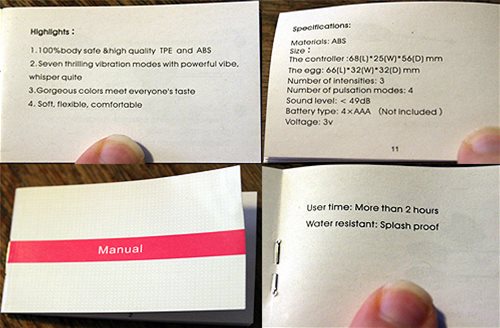 Highlights：
1.100%body safe &high quality TPE and ABS
2.Seven thrilling vibration modes with powerful vibe,
whisper quite
3.Gorgeous colors meet everyone's taste
4. Soft, flexible, comfortable
Specifications:
Materials: ABS
Size：
The controller :68(L)*25(W)*56(D) mm
The egg: 66(L)*32(W)*32(D) mm
Number of intensities: 3
Number of pulsation modes: 4
Sound level: < 49dB
Battery type: 4×AAA （Not included）
Voltage: 3v
11
Manual
User time: More than 2 hours
Water resistant: Splash proof